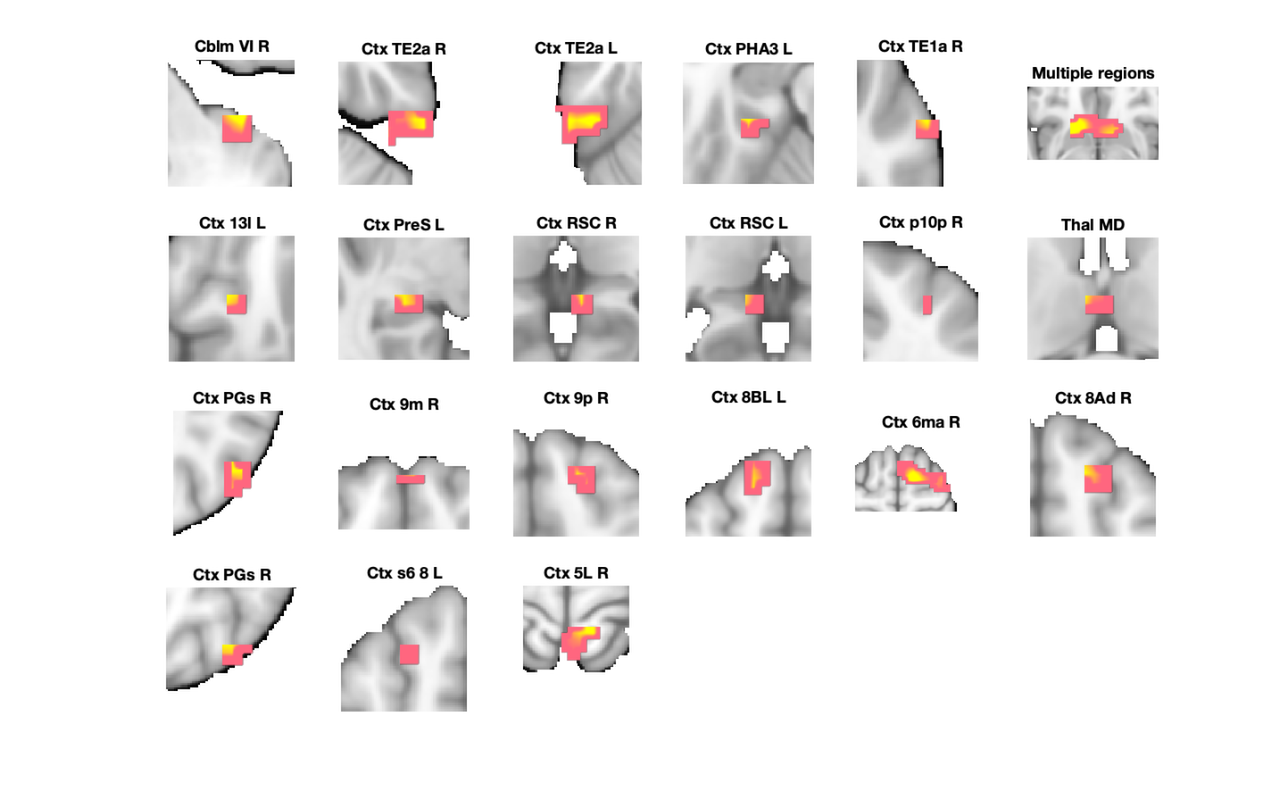 Cblm VI R
Ctx TE2a R
Ctx TE2a L
Ctx PHA3 L
Ctx TE1a R
Multiple regions
Ctx 13l L
Ctx PreS L
Ctx RSC R
Ctx RSC L
Ctx p10p R
Thal MD
Ctx PGs R
Ctx 9m R
Ctx 9p R
Ctx 8BL L
Ctx 6ma R
Ctx 8Ad R
Ctx PGs R
Ctx s6 8 L
Ctx 5L R